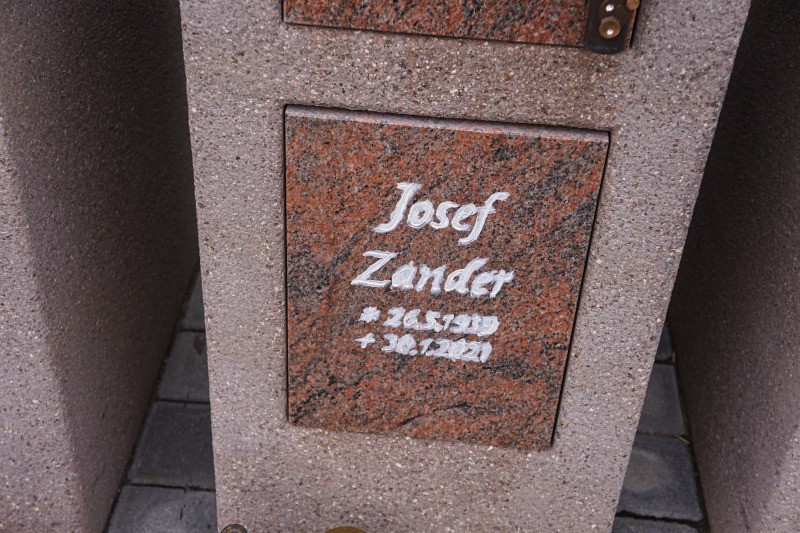 Josef
Zander
* 26.5.1939
+ 30.1.2021